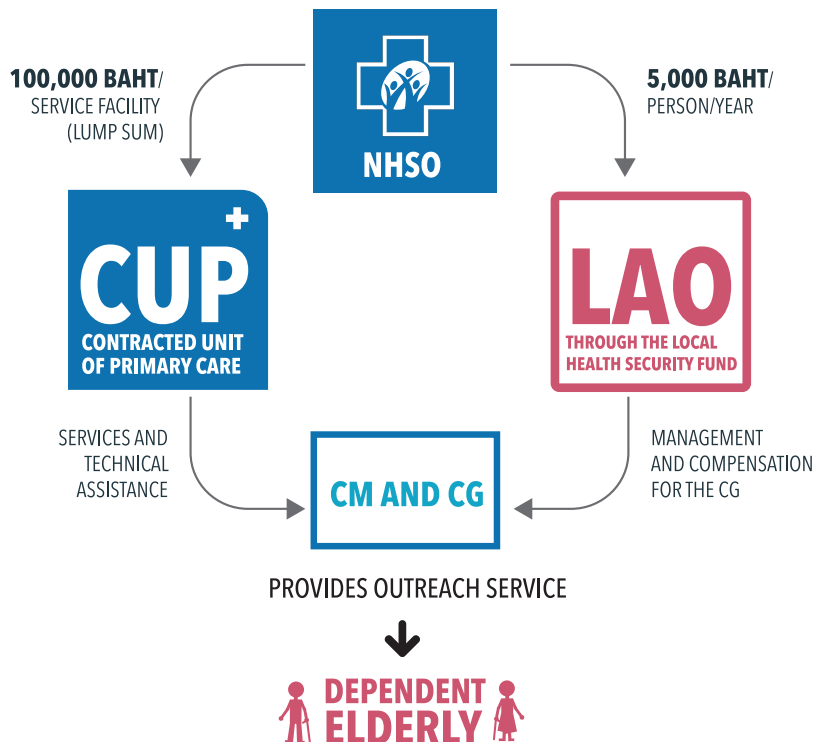 100,000 BAHT/
SERVICE FACILITY
(LUMP SUM)
NHSO
5,000 BAHT/
PERSON/YEAR
CUP
CONTRACTED UNIT
OF PRIMARY CARE
LAO
THROUGH THE LOCAL
HEALTH SECURITY FUND
SERVICES AND
TECHNICAL
ASSISTANCE
CM AND CG
MANAGEMENT
AND COMPENSATION
FOR THE CG
PROVIDES OUTREACH SERVICE
DEPENDENT
ELDERLY